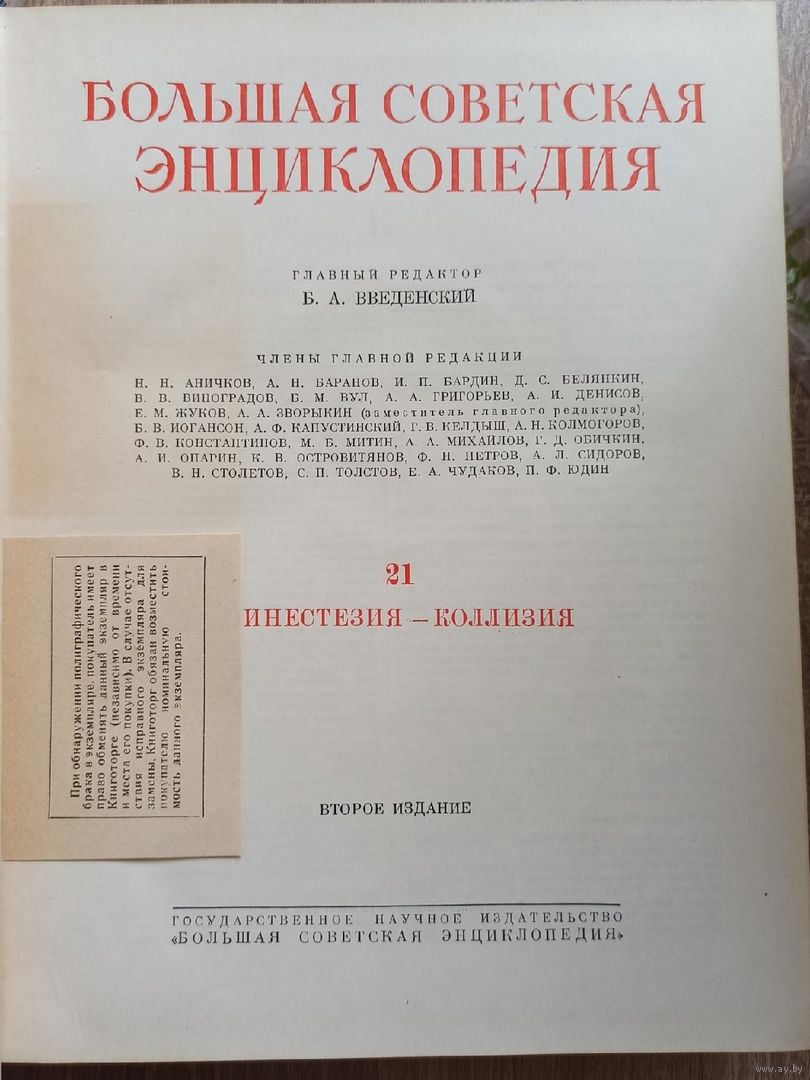 БОЛЬШАЯ СОВЕТСКАЯ
ЭНЦИКЛОПЕДИЯ
ГЛАВНЫЙ РЕДАКТОР
Б. А. ВВЕДЕНСКИЙ
ЧЛЕНЫ ГЛАВНОЙ РЕДАКЦИИ
Н. Н. АНИЧКОВ, А. Н. БАРАНОВ, И. П. БАРДИН, Д. С. БЕЛЯНКИН,
В. В. ВИНОГРАДОВ, Б. М. ВУЛ, А. А. ГРИГОРЬЕВ, А. И. ДЕНИСОВ,
Е. М. ЖУКОВ, А. А. ЗВОРЫКИН (заместитель главного редактора),
Б. В. ИОГАНСОН, А. Ф. КАПУСТИНСКИЙ, Г. В. КЕЛДЫШ, А. Н. КОЛМОГОРОВ,
Ф. В. КОНСТАНТИНОВ, М. Б. МИТИН, А. А. МИХАЙЛОВ, Г. Д. ОБИЧКИН,
А. И. ОПАРИН, К. В. ОСТРОВИТЯНОВ, Ф. Н. ПЕТРОВ, А. Л. СИДОРОВ,
В. Н. СТОЛЕТОВ, С. П. ТОЛСТОВ, Е. А. ЧУДАКОВ, П. Ф. ЮДИН
21
ИНЕСТЕЗИЯ – КОЛЛИЗИЯ
ВТОРОЕ ИЗДАНИЕ
ГОСУДАРСТВЕННОЕ НАУЧНОЕ ИЗДАТЕЛЬСТВО
«БОЛЬШАЯ СОВЕТСКАЯ ЭНЦИКЛОПЕДИЯ»
При обнаружении полиграфического
брака в экземпляре, покупатель имеет
право обменять данный экземпляр в
Книготорге (независимо от времени
и места его покупки). В случае отсут-
ствия исправного экземпляра для
замены, Книготорг обязан возместить
покупателю номинальную стои-
мость данного экземпляра.
www.ay.by